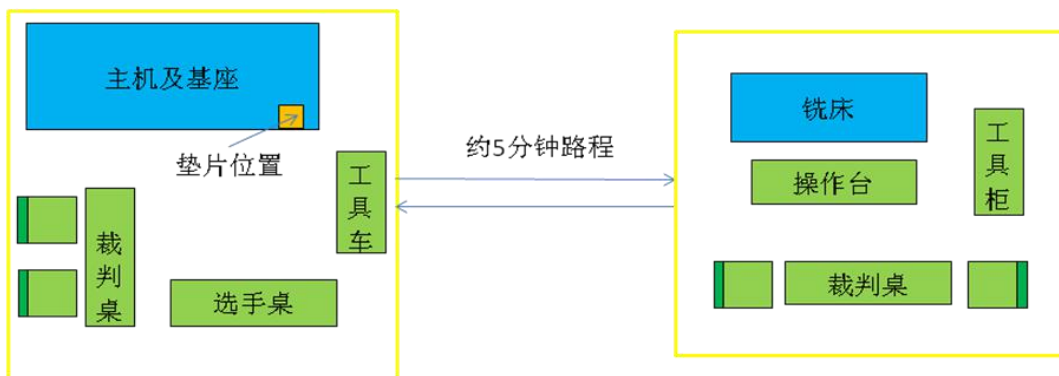 主机及基座
垫片位置
工具车
裁判桌
选手桌
约5分钟路程
铣床
操作台
工具柜
裁判桌